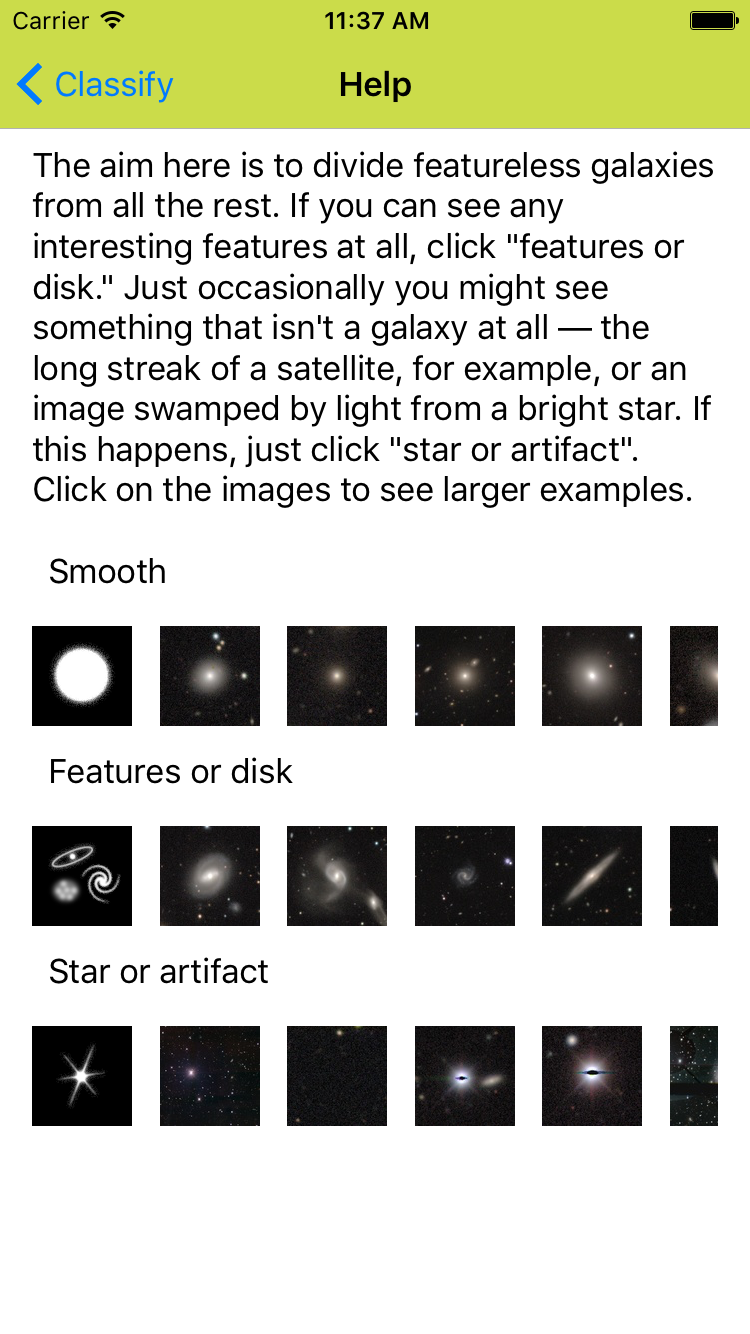 Carrier 11:37 AM
Classify Help
The aim here is to divide featureless galaxies
from all the rest. If you can see any
interesting features at all, click "features or
disk." Just occasionally you might see
something that isn't a galaxy at all — the
long streak of a satellite, for example, or an
image swamped by light from a bright star. If
this happens, just click "star or artifact".
Click on the images to see larger examples.
Smooth
Features or disk
Star or artifact